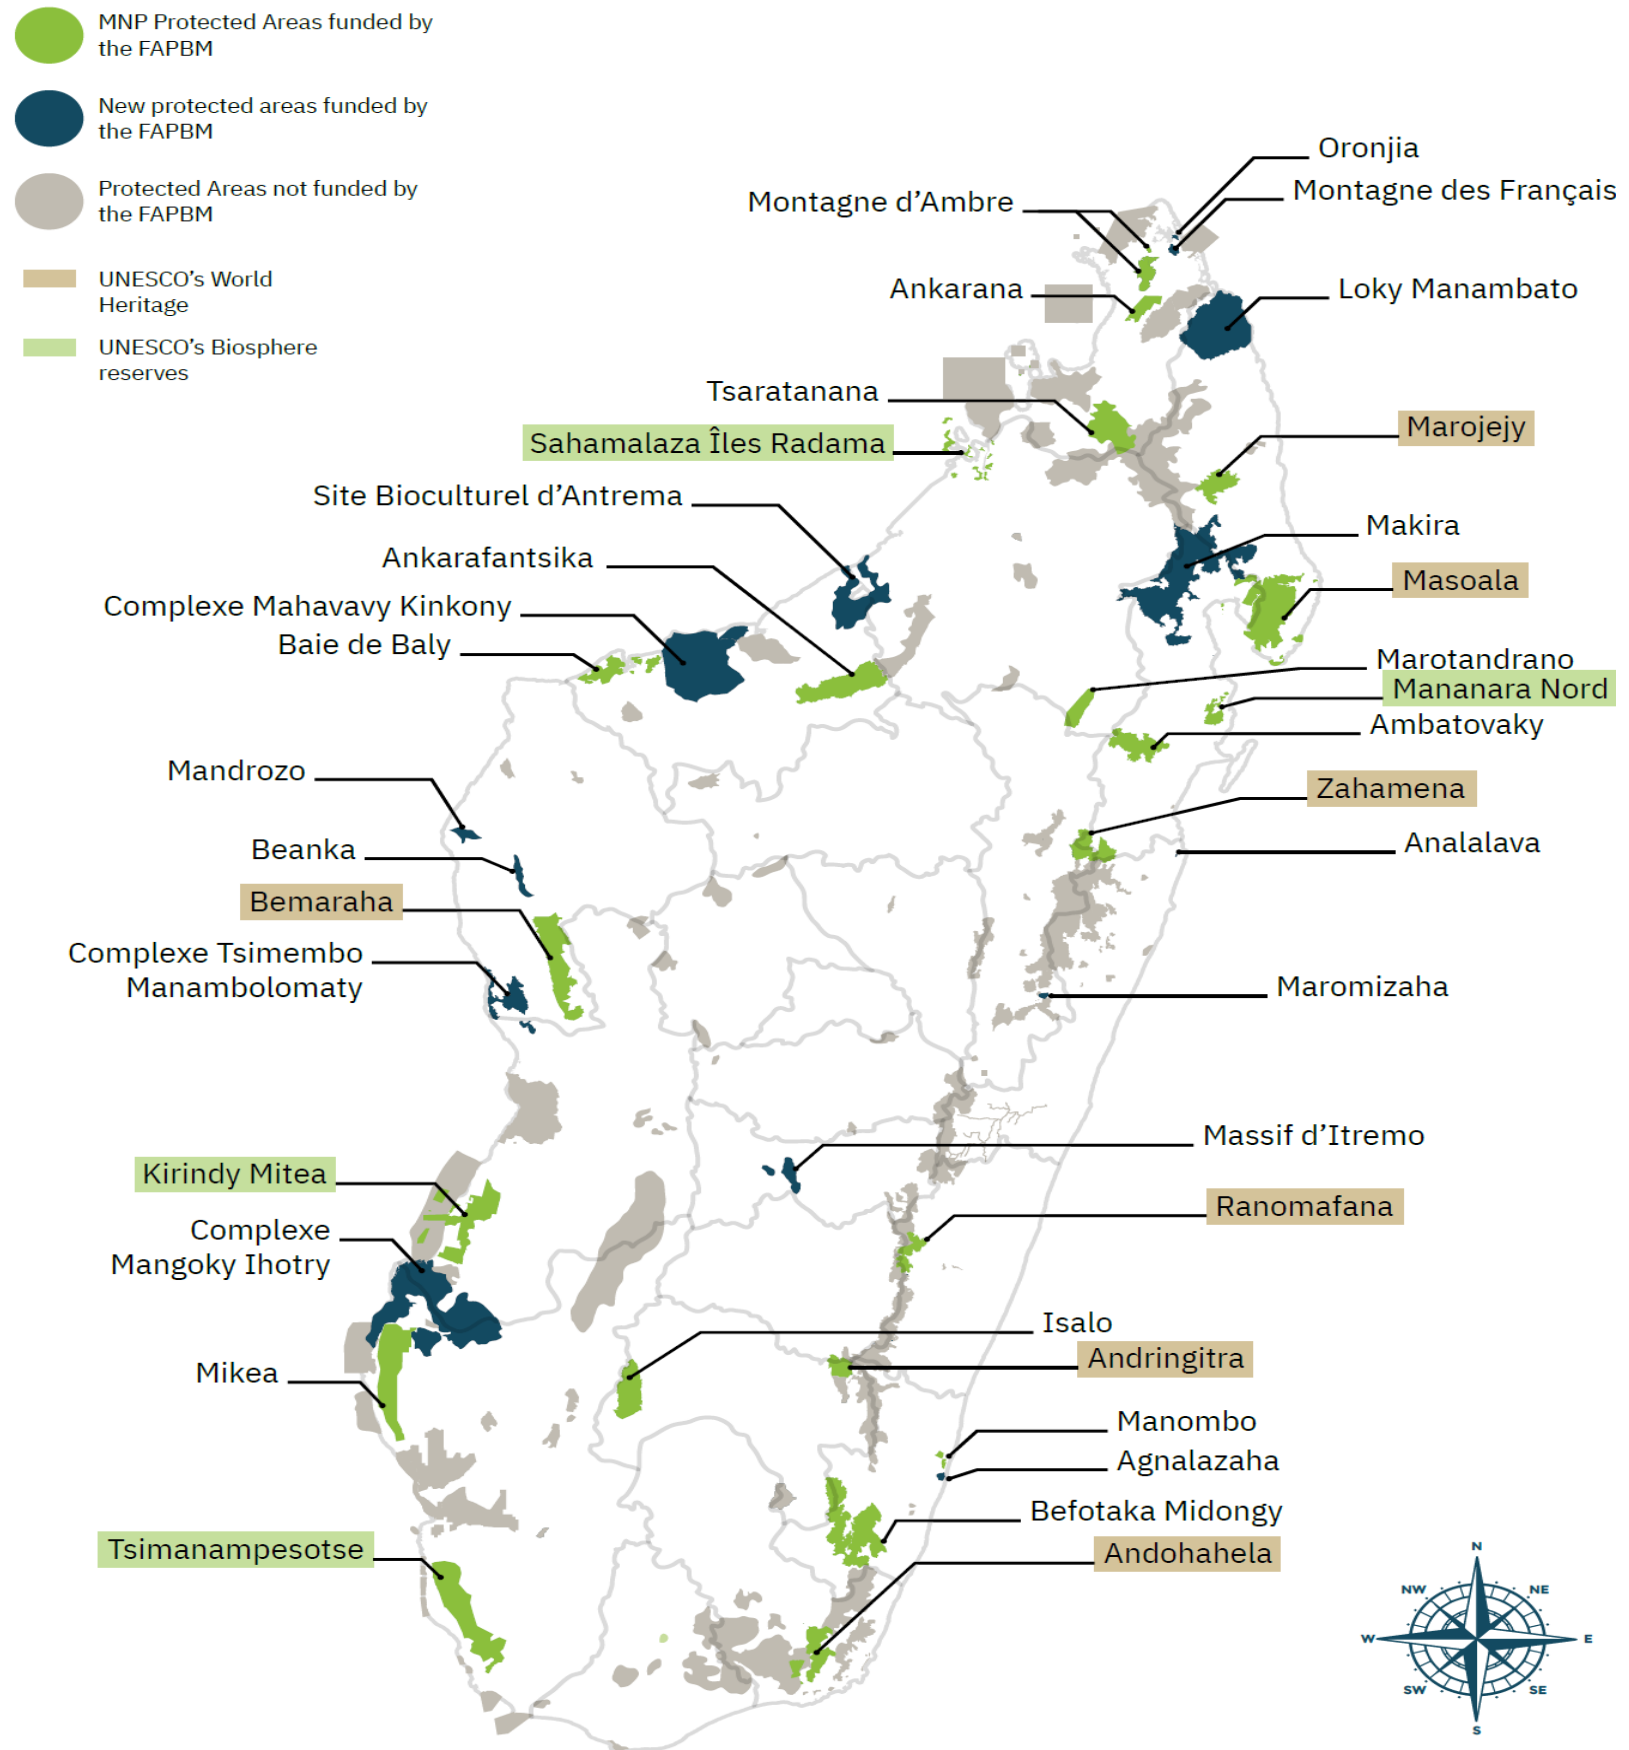 MNP Protected Areas funded by
the FAPBM
New protected areas funded by
the FAPBM
Protected Areas not funded by
the FAPBM
UNESCO's World
Heritage
UNESCO's Biosphere
reserves
Oronjia
Montagne des Français
Montagne d'Ambre
Ankarana
Loky Manambato
Tsaratanana
Marojejy
Sahamalaza Îles Radama
Site Bioculturel d'Antrema
Makira
Ankarafantsika
Masoala
Complexe Mahavavy Kinkony
Baie de Baly
Marotandrano
Mananara Nord
Ambatovaky
Mandrozo
Zahamena
Beanka
Analalava
Bemaraha
Complexe Tsimembo
Manambolomaty
Maromizaha
Massif d'Itremo
Kirindy Mitea
Ranomafana
Complexe
Mangoky Ihotry
Isalo
Andringitra
Mikea
Manombo
Agnalazaha
Befotaka Midongy
Tsimanampesotse
Andohahela
N
NW
NE
W
E
SW
SE
S